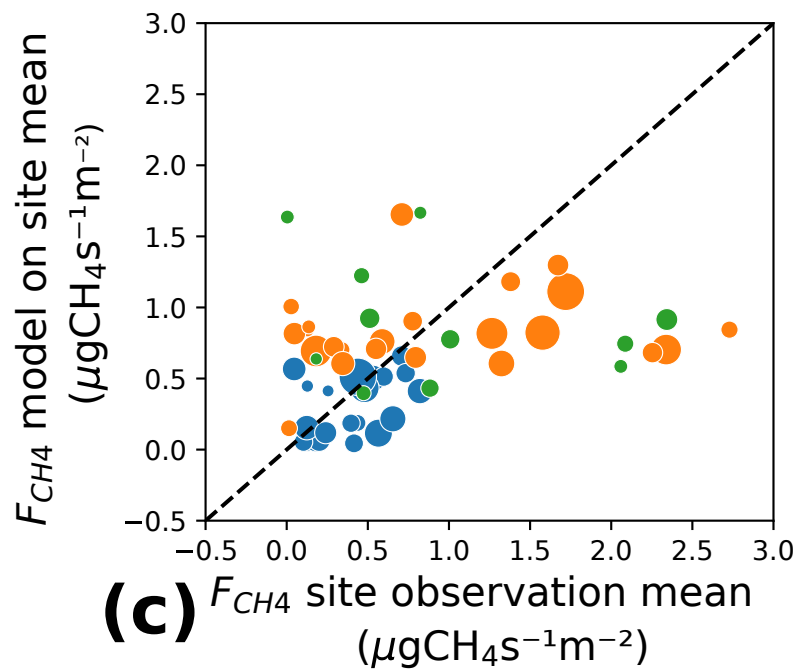 F_CH4 model on site mean
(μgCH₄s⁻¹m⁻²)
3.0
2.5
2.0
1.5
1.0
0.5
0.0
−0.5
−0.5 0.0 0.5 1.0 1.5 2.0 2.5 3.0
(c) F_CH4 site observation mean
(μgCH₄s⁻¹m⁻²)